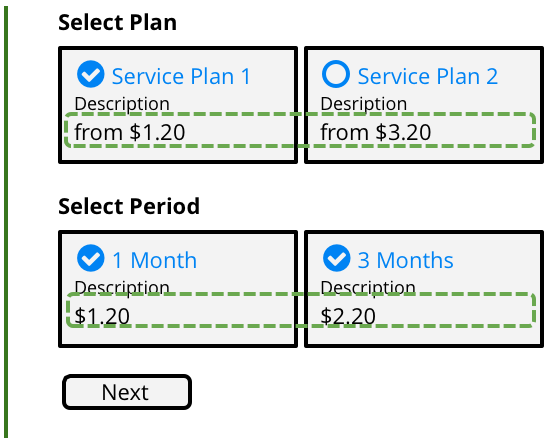 Select Plan
Service Plan 1
Description
from $1.20
Service Plan 2
Desription
from $3.20
Select Period
1 Month
Description
$1.20
3 Months
Description
$2.20
Next